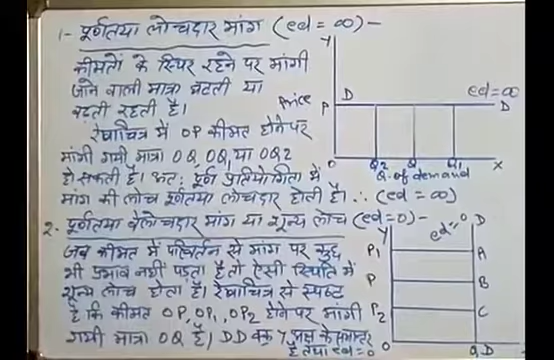 1- पूर्णतया लोचदार मांग (ed = ∞) -
कीमतों के स्थिर रहने पर मांगी
जाने वाली मात्रा घटती या
बढ़ती रहती है।
रेखाचित्र में OP कीमत होने पर
मांगी गयी मात्रा OQ, OQ1 या OQ2
हो सकती है। अतः पूर्ण प्रतियोगिता में
मांग की लोच पूर्णतया लोचदार होती है। ∴ (ed = ∞)
Y
Price P D ed=∞ D
O Q2 Q Q1 X
Q. of demand
2- पूर्णतया बेलोचदार मांग या शून्य लोच (ed=0) -
जब कीमत में परिवर्तन से मांग पर कुछ
भी प्रभाव नहीं पड़ता है तो ऐसी स्थिति में
शून्य लोच होता है। रेखाचित्र से स्पष्ट
है कि कीमत OP, OP1, OP2 होने पर मांगी
गयी मात्रा OQ है। DD वक्र Y अक्ष के समान्तर
है तथा ed=0
Y ed=0 D
P1 A
P B
P2 C
O Q D